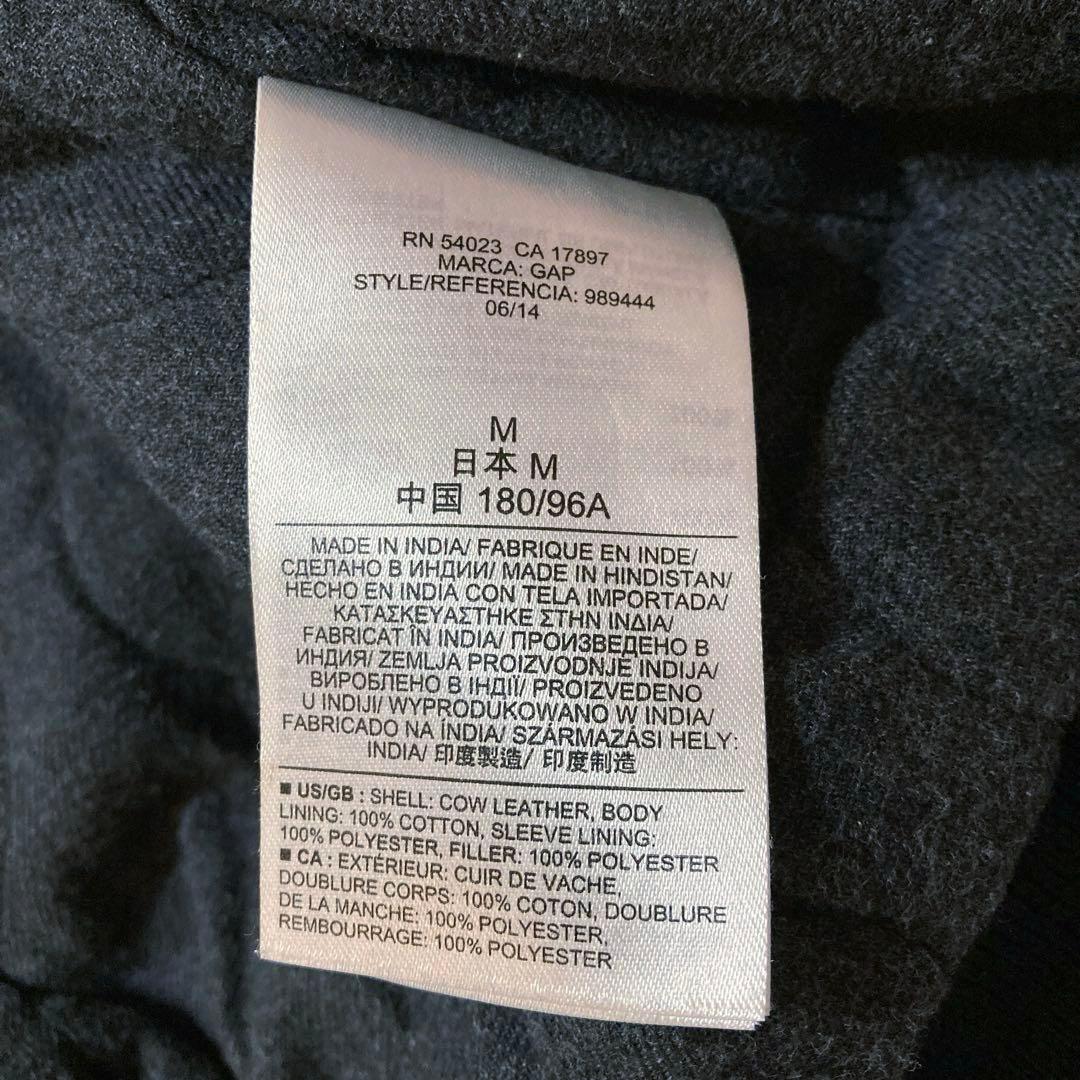 RN 54023 CA 17897
MARCA: GAP
STYLE/REFERENCIA: 989444
06/14
M
日本 M
中国 180/96A
MADE IN INDIA/ FABRIQUE EN INDE/
СДЕЛАНО В ИНДИИ/ MADE IN HINDISTAN/
HECHO EN INDIA CON TELA IMPORTADA/
ΚΑΤΑΣΚΕΥΑΣΤΗΚΕ ΣΤΗΝ ΙΝΔΙΑ/
FABRICAT ÎN INDIA/ ПРОИЗВЕДЕНО В
ИНДИЯ/ ZEMLJA PROIZVODNJE INDIJA/
ВИРОБЛЕНО В ІНДІЇ/ PROIZVEDENO
U INDIJI/ WYPRODUKOWANO W INDIA/
FABRICADO NA ÍNDIA/ SZÁRMAZÁSI HELY:
INDIA/ 印度製造/ 印度制造
■ US/GB : SHELL: COW LEATHER, BODY
LINING: 100% COTTON, SLEEVE LINING:
100% POLYESTER, FILLER: 100% POLYESTER
■ CA : EXTÉRIEUR: CUIR DE VACHE,
DOUBLURE CORPS: 100% COTON, DOUBLURE
DE LA MANCHE: 100% POLYESTER,
REMBOURRAGE: 100% POLYESTER